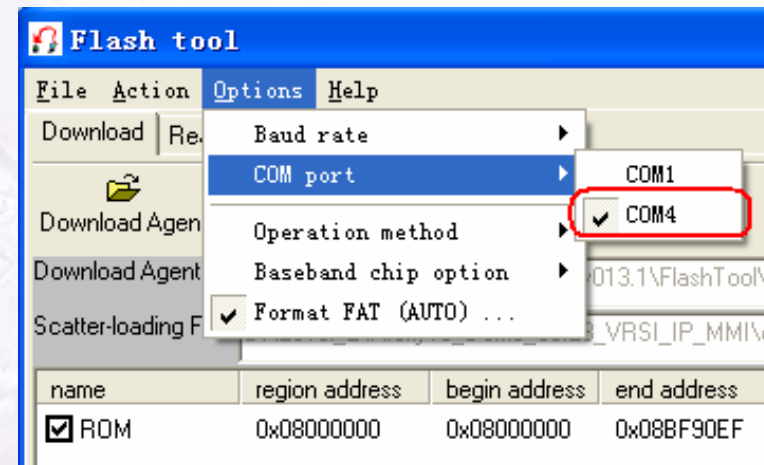 Flash tool
File Action Options Help
Download Re
Baud rate
COM port
COM1
COM4
Download Agen
Operation method
Download Agent
Baseband chip option
013.1\FlashTool\
Scatter-loading F
Format FAT (AUTO) ...
_VRSI_IP_MMI\
name region address begin address end address
ROM 0x08000000 0x08000000 0x08BF90EF